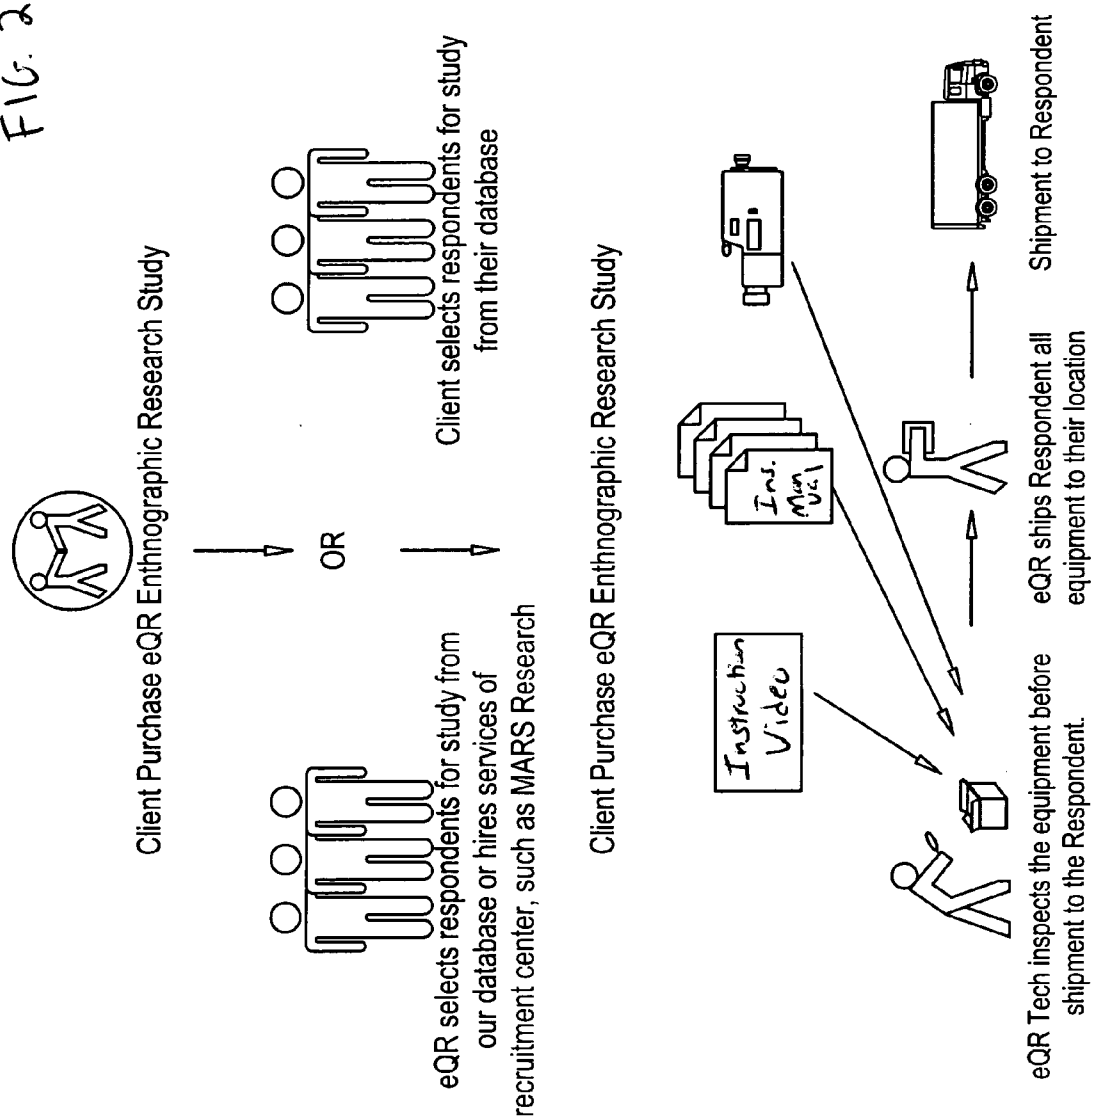 FIG. 2
Client Purchase eQR Enthnographic Research Study
OR
eQR selects respondents for study from
our database or hires services of
recruitment center, such as MARS Research
Client selects respondents for study
from their database
Client Purchase eQR Enthnographic Research Study
Instruction
Video
Ins.
Man
ual
eQR Tech inspects the equipment before
shipment to the Respondent.
eQR ships Respondent all
equipment to their location
Shipment to Respondent